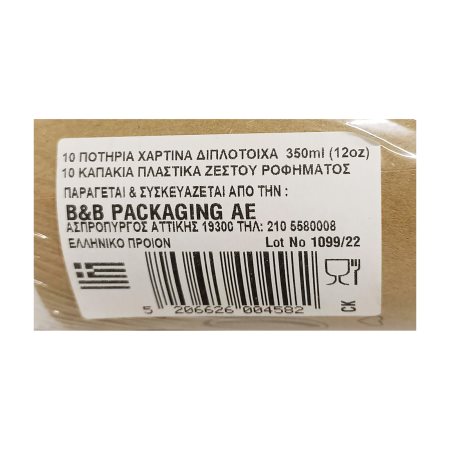 10 ΠΟΤΗΡΙΑ ΧΑΡΤΙΝΑ ΔΙΠΛΟΤΟΙΧΑ 350ml (12oz)
10 ΚΑΠΑΚΙΑ ΠΛΑΣΤΙΚΑ ΖΕΣΤΟΥ ΡΟΦΗΜΑΤΟΣ
ΠΑΡΑΓΕΤΑΙ & ΣΥΣΚΕΥΑΖΕΤΑΙ ΑΠΟ ΤΗΝ :
B&B PACKAGING AE
ΑΣΠΡΟΠΥΡΓΟΣ ΑΤΤΙΚΗΣ 19300 ΤΗΛ: 210 5580008
ΕΛΛΗΝΙΚΟ ΠΡΟΙΟΝ Lot No 1099/22
5 206626 004582
CK